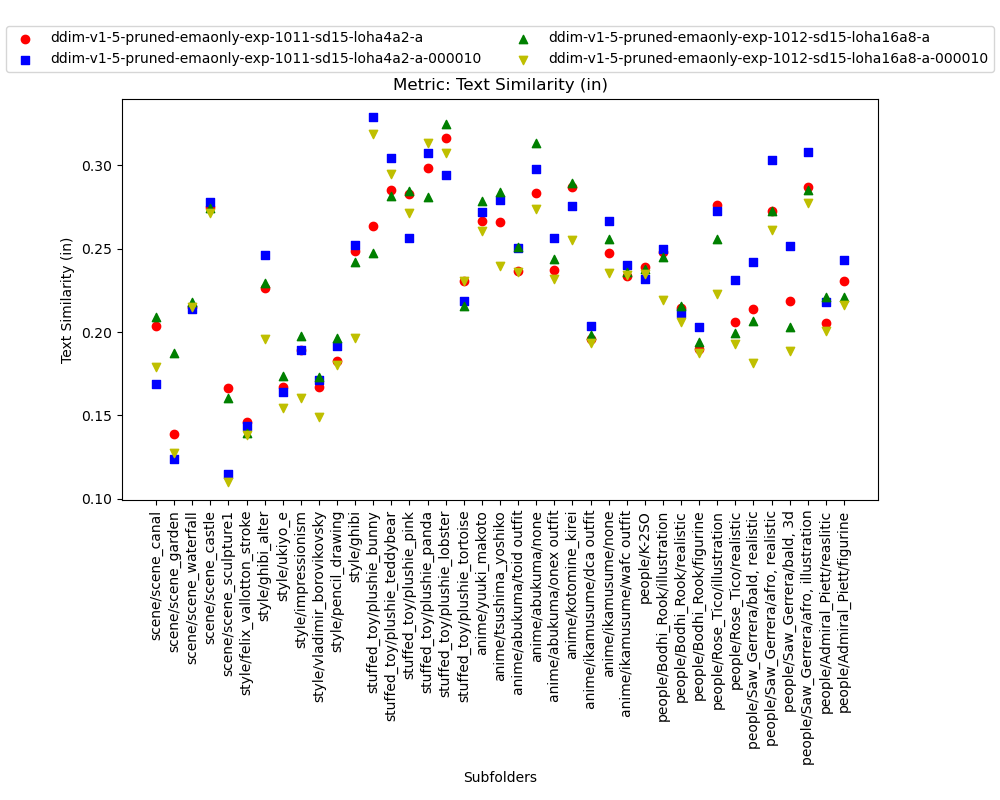 ddim-v1-5-pruned-emaonly-exp-1011-sd15-loha4a2-a
ddim-v1-5-pruned-emaonly-exp-1011-sd15-loha4a2-a-000010
ddim-v1-5-pruned-emaonly-exp-1012-sd15-loha16a8-a
ddim-v1-5-pruned-emaonly-exp-1012-sd15-loha16a8-a-000010
Metric: Text Similarity (in)
Text Similarity (in)
0.30
0.25
0.20
0.15
0.10
scene/scene_canal
scene/scene_garden
scene/scene_waterfall
scene/scene_castle
scene/scene_sculpture1
style/felix_vallotton_stroke
style/ghibi_alter
style/ukiyo_e
style/impressionism
style/vladimir_borovikovsky
style/pencil_drawing
style/ghibi
stuffed_toy/plushie_bunny
stuffed_toy/plushie_teddybear
stuffed_toy/plushie_pink
stuffed_toy/plushie_panda
stuffed_toy/plushie_lobster
stuffed_toy/plushie_tortoise
anime/yuuki_makoto
anime/tsushima_yoshiko
anime/abukuma/toid outfit
anime/abukuma/none
anime/abukuma/onex outfit
anime/kotomine_kirei
anime/ikamusume/dca outfit
anime/ikamusume/none
anime/ikamusume/wafc outfit
people/K-2SO
people/Bodhi_Rook/illustration
people/Bodhi_Rook/realistic
people/Bodhi_Rook/figurine
people/Rose_Tico/illustration
people/Rose_Tico/realistic
people/Saw_Gerrera/bald, realistic
people/Saw_Gerrera/afro, realistic
people/Saw_Gerrera/bald, 3d
people/Saw_Gerrera/afro, illustration
people/Admiral_Piett/reaslitic
people/Admiral_Piett/figurine
Subfolders